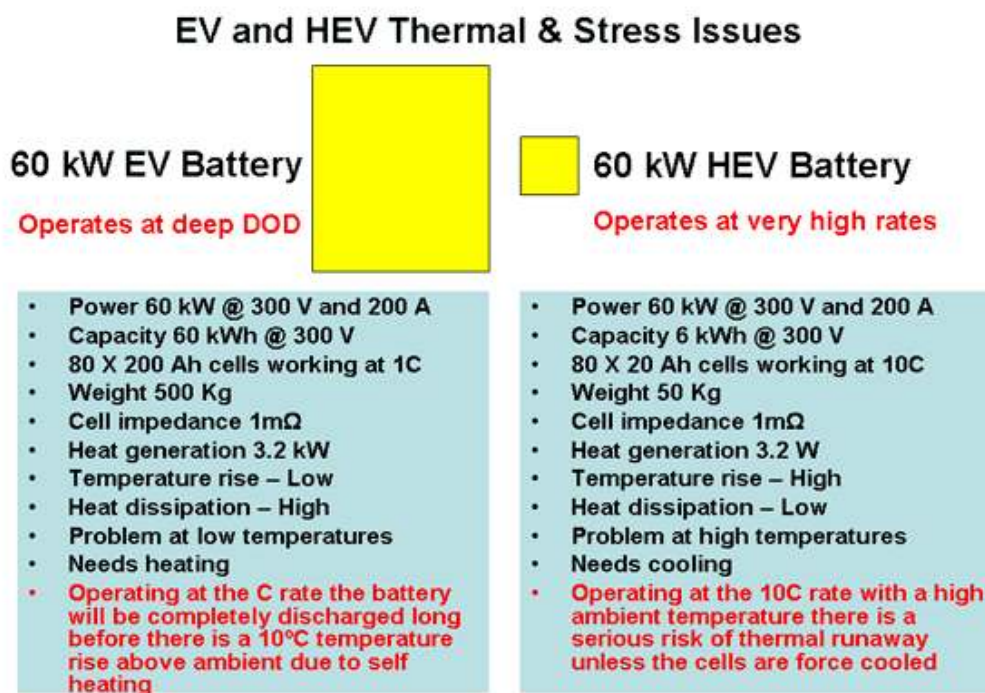 EV and HEV Thermal & Stress Issues
60 kW EV Battery
Operates at deep DOD
60 kW HEV Battery
Operates at very high rates
• Power 60 kW @ 300 V and 200 A
• Capacity 60 kWh @ 300 V
• 80 X 200 Ah cells working at 1C
• Weight 500 Kg
• Cell impedance 1mΩ
• Heat generation 3.2 kW
• Temperature rise – Low
• Heat dissipation – High
• Problem at low temperatures
• Needs heating
• Operating at the C rate the battery
will be completely discharged long
before there is a 10ºC temperature
rise above ambient due to self
heating
• Power 60 kW @ 300 V and 200 A
• Capacity 6 kWh @ 300 V
• 80 X 20 Ah cells working at 10C
• Weight 50 Kg
• Cell impedance 1mΩ
• Heat generation 3.2 W
• Temperature rise – High
• Heat dissipation – Low
• Problem at high temperatures
• Needs cooling
• Operating at the 10C rate with a high
ambient temperature there is a
serious risk of thermal runaway
unless the cells are force cooled